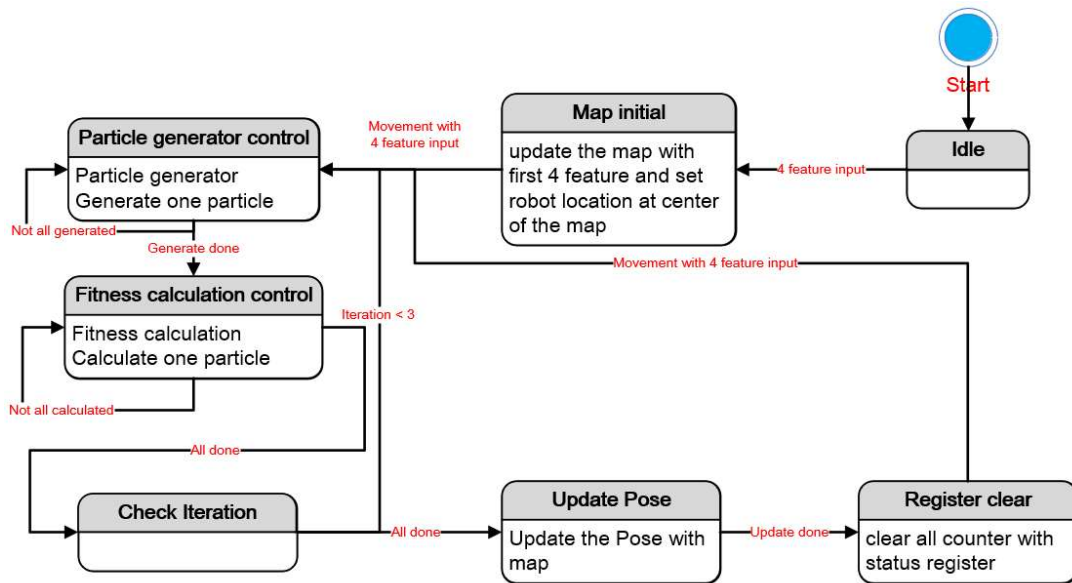 Start
Idle
4 feature input
Map initial
update the map with
first 4 feature and set
robot location at center
of the map
Movement with
4 feature input
Particle generator control
Particle generator
Generate one particle
Not all generated
Generate done
Movement with 4 feature input
Fitness calculation control
Fitness calculation
Calculate one particle
Iteration < 3
Not all calculated
All done
Check Iteration
All done
Update Pose
Update the Pose with
map
Update done
Register clear
clear all counter with
status register